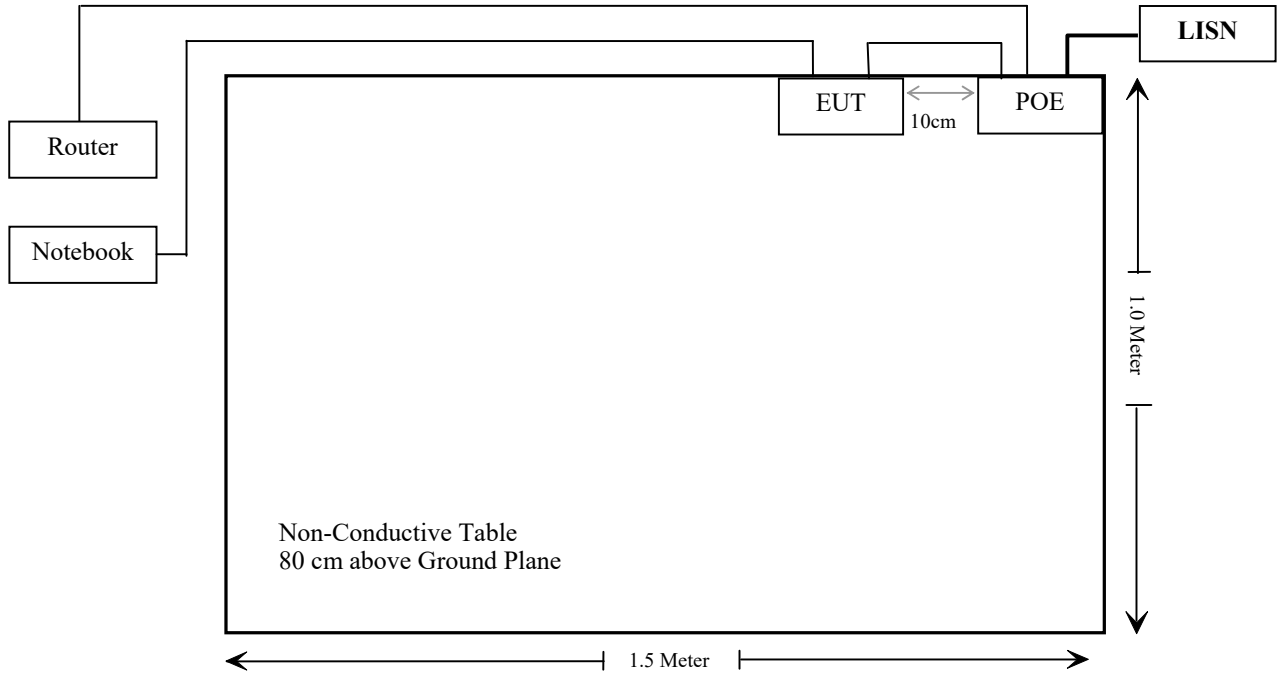 LISN
EUT
POE
10cm
Router
Notebook
1.0 Meter
Non-Conductive Table
80 cm above Ground Plane
1.5 Meter